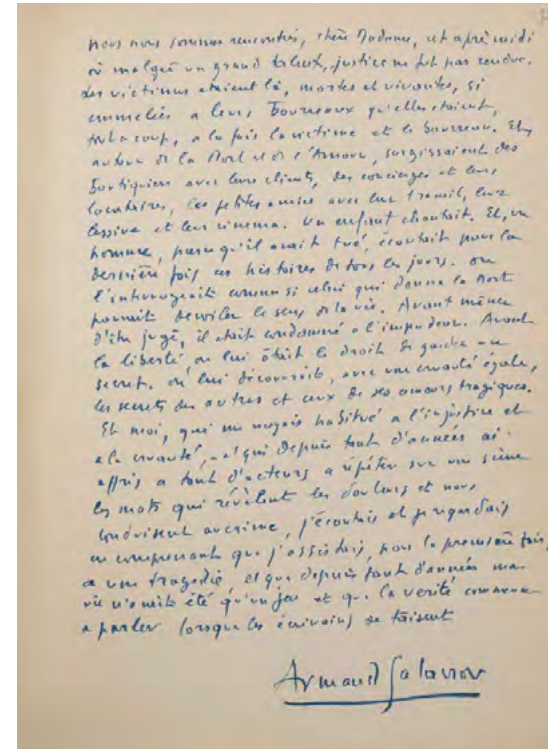 Nous nous sommes rencontrés, chère Madame, cet après midi
où malgré un grand talent, justice ne fut pas rendue.
Les victimes étaient là, mortes et vivantes, si
emmêlées a leurs Bourreaux qu'elles étaient,
tout a coup, a la fois la victime et le Bourreau. Et,
autour de la Mort et de l'Amour, surgissaient des
Boutiquiers avec leurs clients, des concierges et leurs
locataires, les petites amies avec leur travail, leur
lessive et leur cinema. Un enfant chantait. Et, un
homme, parce qu'il avait tué, écoutait pour la
dernière fois ces histoires de tous les jours. On
l'interrogeait comme si celui qui donne la Mort
pouvait dévoiler le sens de la vie. Avant même
d'être jugé, il était condamné a l'impudeur. Avant
la liberté on lui ôtait le droit de garder un
secret. On lui découvrait, avec une cruauté égale,
les secrets des autres et ceux de ses amours tragiques.
Et moi, qui me croyais habitué a l'injustice et
a la cruauté, et qui depuis tant d'années ai
appris a tant d'acteurs a répéter sur une scène
les mots qui révèlent les douleurs et nous
conduisent au crime, j'écoutais et je regardais
en comprenant que j'assistais, pour la première fois,
a une tragedie, et que depuis tant d'années ma
vie n'avait été qu'un jeu et que la vérité commence
a parler lorsque les écrivains se taisent
Armand Salacrou